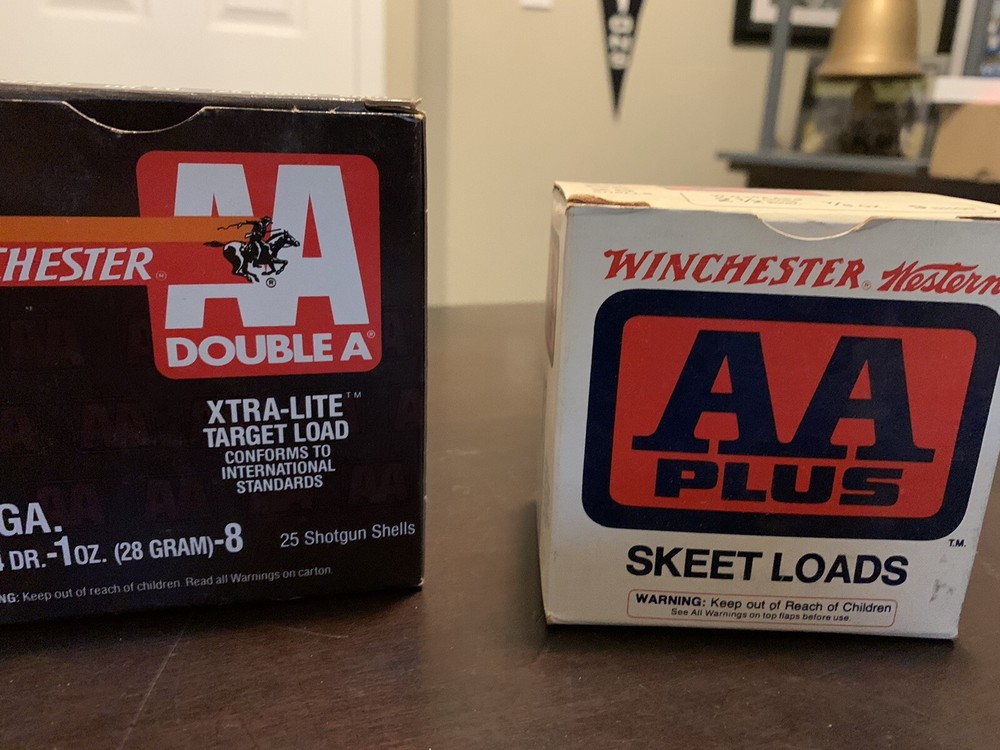 CHESTER®
AA
®
DOUBLE A®
XTRA-LITE™
TARGET LOAD
CONFORMS TO
INTERNATIONAL
STANDARDS
GA.
DR.-1OZ. (28 GRAM)-8
25 Shotgun Shells
NG: Keep out of reach of children. Read all Warnings on carton.
WINCHESTER® Western
AA
PLUS
T.M.
SKEET LOADS
WARNING: Keep out of Reach of Children
See All Warnings on top flaps before use.